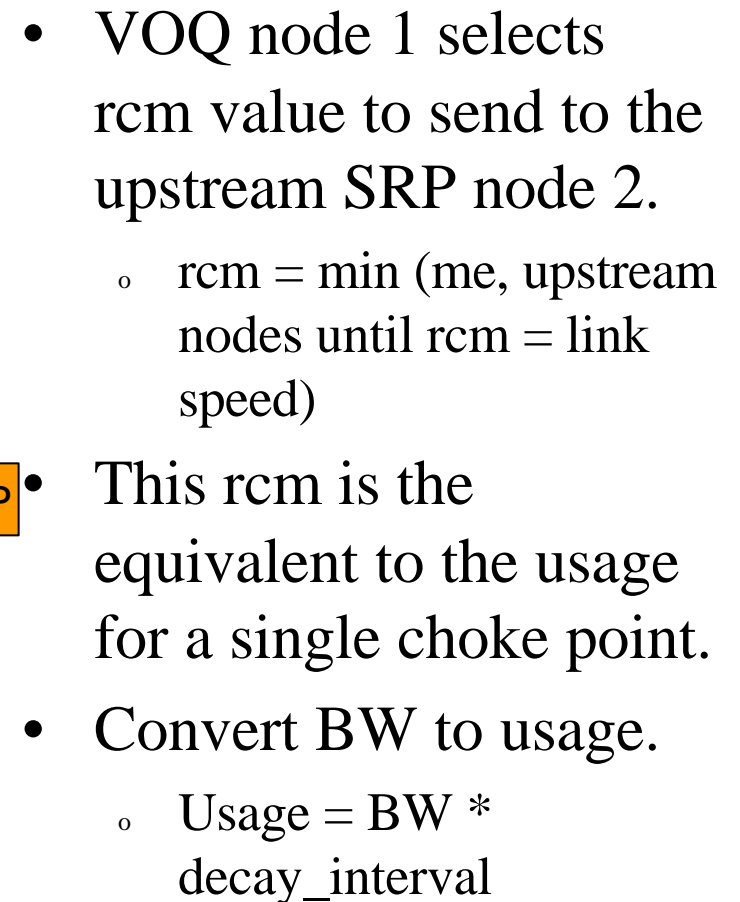 • VOQ node 1 selects
rcm value to send to the
upstream SRP node 2.
o rcm = min (me, upstream
nodes until rcm = link
speed)
• This rcm is the
equivalent to the usage
for a single choke point.
• Convert BW to usage.
o Usage = BW *
decay_interval